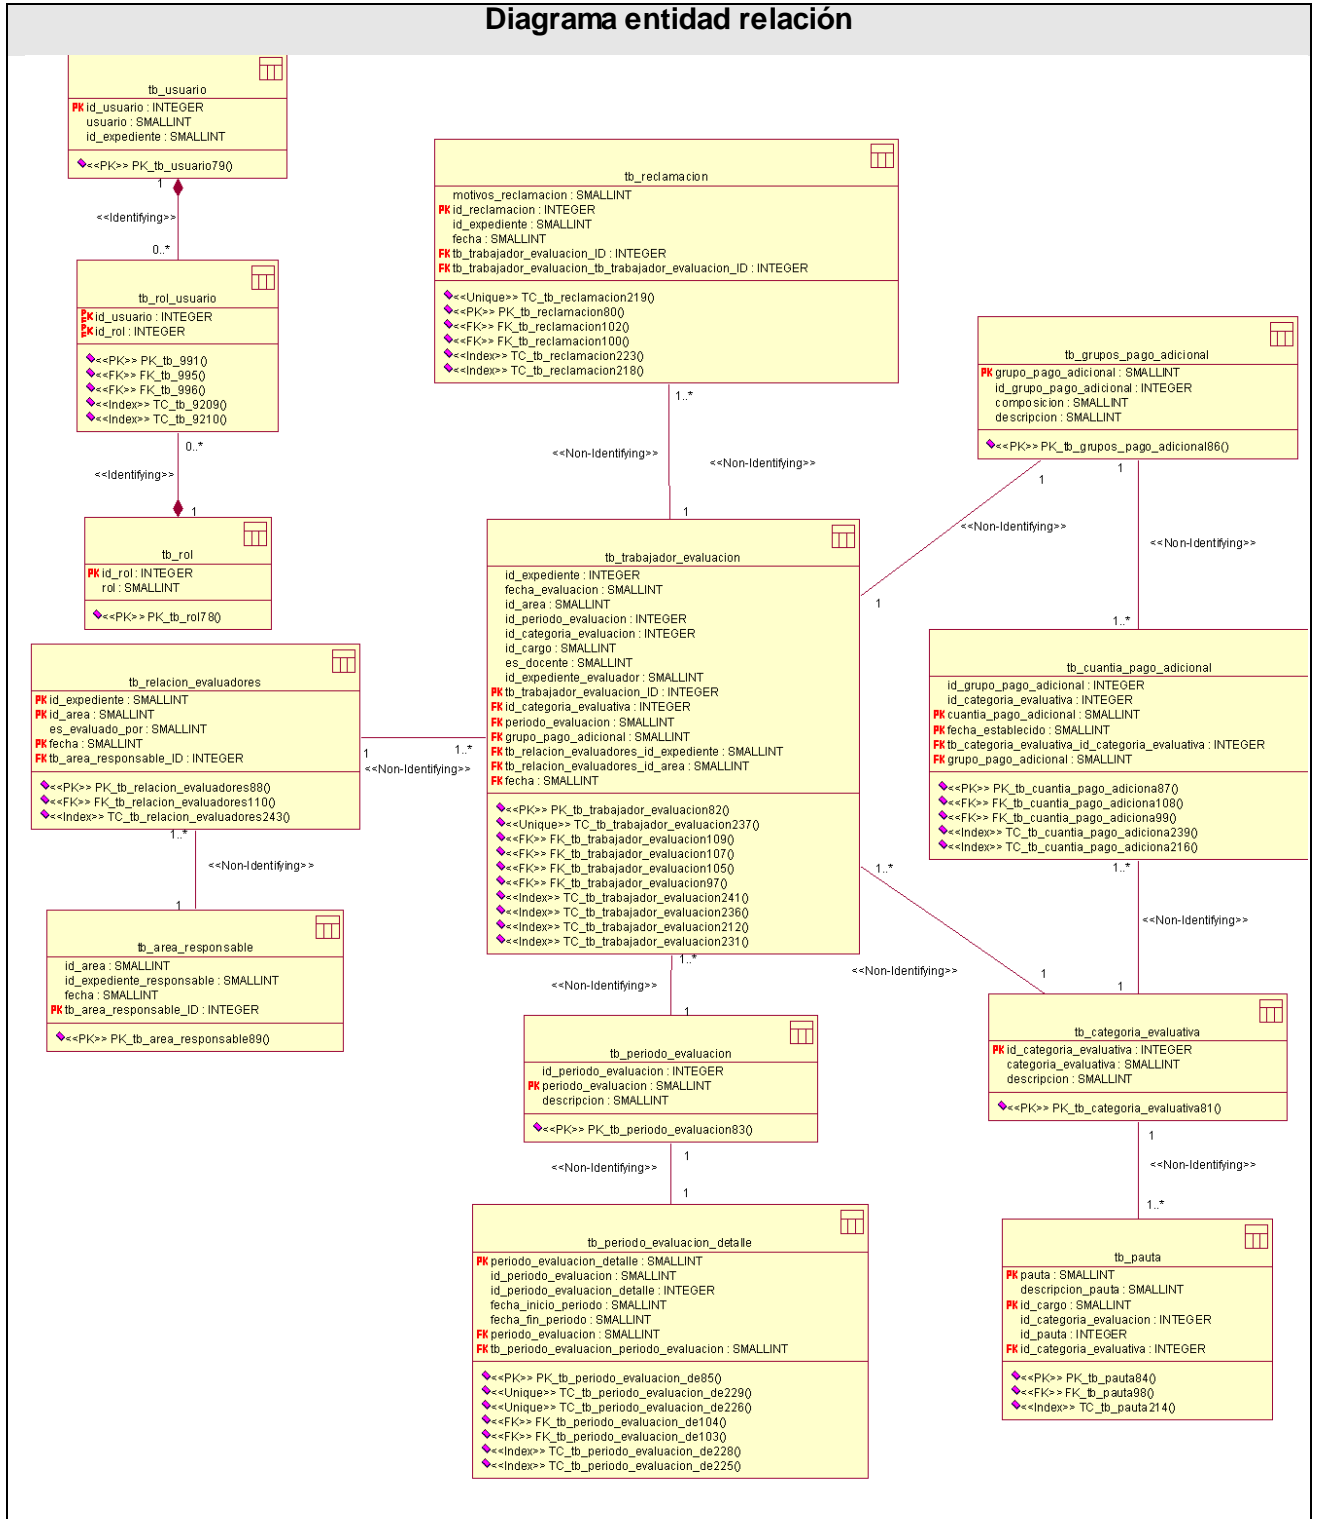 Diagrama entidad relación
tb_usuario
PK id_usuario : INTEGER
usuario : SMALLINT
id_expediente : SMALLINT
<<PK>> PK_tb_usuario79()
1
<<Identifying>>
0..*
tb_rol_usuario
PK id_usuario : INTEGER
PK id_rol : INTEGER
<<PK>> PK_tb_991()
<<FK>> FK_tb_995()
<<FK>> FK_tb_996()
<<Index>> TC_tb_9209()
<<Index>> TC_tb_9210()
0..*
<<Identifying>>
1
tb_rol
PK id_rol : INTEGER
rol : SMALLINT
<<PK>> PK_tb_rol78()
tb_reclamacion
motivos_reclamacion : SMALLINT
PK id_reclamacion : INTEGER
id_expediente : SMALLINT
fecha : SMALLINT
FK tb_trabajador_evaluacion_ID : INTEGER
FK tb_trabajador_evaluacion_tb_trabajador_evaluacion_ID : INTEGER
<<Unique>> TC_tb_reclamacion219()
<<PK>> PK_tb_reclamacion80()
<<FK>> FK_tb_reclamacion102()
<<FK>> FK_tb_reclamacion100()
<<Index>> TC_tb_reclamacion223()
<<Index>> TC_tb_reclamacion218()
1..*
<<Non-Identifying>>
<<Non-Identifying>>
1
tb_grupos_pago_adicional
PK grupo_pago_adicional : SMALLINT
id_grupo_pago_adicional : INTEGER
composicion : SMALLINT
descripcion : SMALLINT
<<PK>> PK_tb_grupos_pago_adicional86()
1
1
<<Non-Identifying>>
<<Non-Identifying>>
1
1..*
tb_trabajador_evaluacion
id_expediente : INTEGER
fecha_evaluacion : SMALLINT
id_area : SMALLINT
id_periodo_evaluacion : INTEGER
id_categoria_evaluacion : INTEGER
id_cargo : SMALLINT
es_docente : SMALLINT
id_expediente_evaluador : SMALLINT
PK tb_trabajador_evaluacion_ID : INTEGER
FK id_categoria_evaluativa : INTEGER
FK periodo_evaluacion : SMALLINT
FK grupo_pago_adicional : SMALLINT
FK tb_relacion_evaluadores_id_expediente : SMALLINT
FK tb_relacion_evaluadores_id_area : SMALLINT
FK fecha : SMALLINT
<<PK>> PK_tb_trabajador_evaluacion82()
<<Unique>> TC_tb_trabajador_evaluacion237()
<<FK>> FK_tb_trabajador_evaluacion109()
<<FK>> FK_tb_trabajador_evaluacion107()
<<FK>> FK_tb_trabajador_evaluacion105()
<<FK>> FK_tb_trabajador_evaluacion97()
<<Index>> TC_tb_trabajador_evaluacion241()
<<Index>> TC_tb_trabajador_evaluacion236()
<<Index>> TC_tb_trabajador_evaluacion212()
<<Index>> TC_tb_trabajador_evaluacion231()
tb_relacion_evaluadores
PK id_expediente : SMALLINT
PK id_area : SMALLINT
es_evaluado_por : SMALLINT
PK fecha : SMALLINT
FK tb_area_responsable_ID : INTEGER
<<PK>> PK_tb_relacion_evaluadores88()
<<FK>> FK_tb_relacion_evaluadores110()
<<Index>> TC_tb_relacion_evaluadores243()
1
1..*
<<Non-Identifying>>
1..*
<<Non-Identifying>>
1
tb_area_responsable
id_area : SMALLINT
id_expediente_responsable : SMALLINT
fecha : SMALLINT
PK tb_area_responsable_ID : INTEGER
<<PK>> PK_tb_area_responsable89()
tb_cuantia_pago_adicional
id_grupo_pago_adicional : INTEGER
id_categoria_evaluativa : INTEGER
PK cuantia_pago_adicional : SMALLINT
PK fecha_establecido : SMALLINT
FK tb_categoria_evaluativa_id_categoria_evaluativa : INTEGER
FK grupo_pago_adicional : SMALLINT
<<PK>> PK_tb_cuantia_pago_adiciona87()
<<FK>> FK_tb_cuantia_pago_adiciona108()
<<FK>> FK_tb_cuantia_pago_adiciona99()
<<Index>> TC_tb_cuantia_pago_adiciona239()
<<Index>> TC_tb_cuantia_pago_adiciona216()
1..*
1..*
<<Non-Identifying>>
<<Non-Identifying>>
1
1
1..*
<<Non-Identifying>>
1
tb_periodo_evaluacion
id_periodo_evaluacion : INTEGER
PK periodo_evaluacion : SMALLINT
descripcion : SMALLINT
<<PK>> PK_tb_periodo_evaluacion83()
1
<<Non-Identifying>>
1
tb_categoria_evaluativa
PK id_categoria_evaluativa : INTEGER
categoria_evaluativa : SMALLINT
descripcion : SMALLINT
<<PK>> PK_tb_categoria_evaluativa81()
1
<<Non-Identifying>>
1..*
tb_periodo_evaluacion_detalle
PK periodo_evaluacion_detalle : SMALLINT
id_periodo_evaluacion : SMALLINT
id_periodo_evaluacion_detalle : INTEGER
fecha_inicio_periodo : SMALLINT
fecha_fin_periodo : SMALLINT
FK periodo_evaluacion : SMALLINT
FK tb_periodo_evaluacion_periodo_evaluacion : SMALLINT
<<PK>> PK_tb_periodo_evaluacion_de85()
<<Unique>> TC_tb_periodo_evaluacion_de229()
<<Unique>> TC_tb_periodo_evaluacion_de226()
<<FK>> FK_tb_periodo_evaluacion_de104()
<<FK>> FK_tb_periodo_evaluacion_de103()
<<Index>> TC_tb_periodo_evaluacion_de228()
<<Index>> TC_tb_periodo_evaluacion_de225()
tb_pauta
PK pauta : SMALLINT
descripcion_pauta : SMALLINT
PK id_cargo : SMALLINT
id_categoria_evaluacion : INTEGER
id_pauta : INTEGER
FK id_categoria_evaluativa : INTEGER
<<PK>> PK_tb_pauta84()
<<FK>> FK_tb_pauta98()
<<Index>> TC_tb_pauta214()